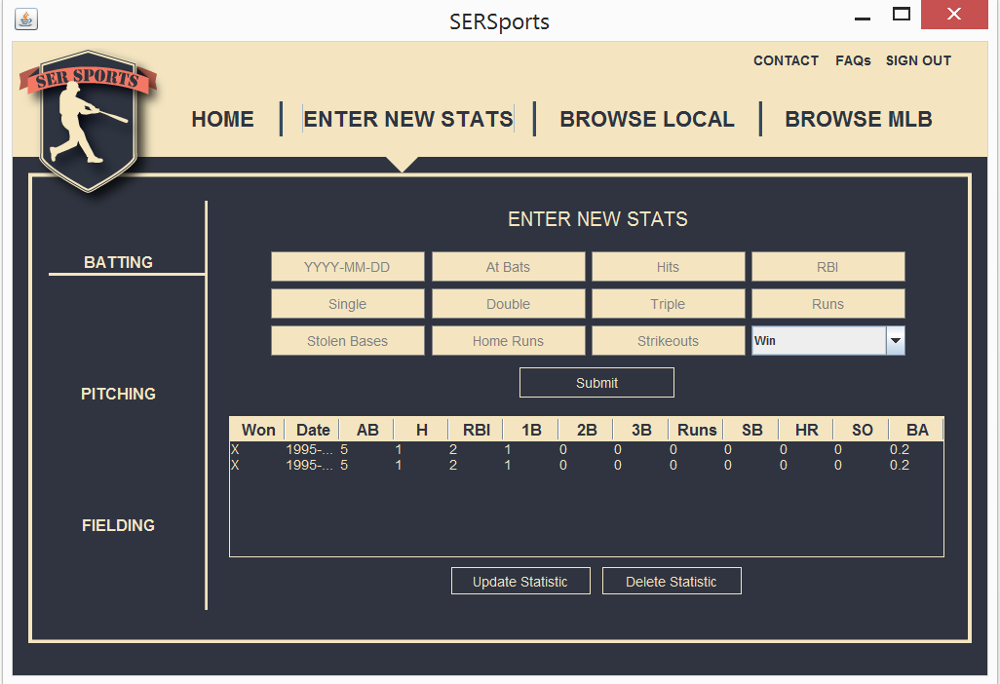 SERSports
CONTACT FAQs SIGN OUT
SER SPORTS
HOME ENTER NEW STATS BROWSE LOCAL BROWSE MLB
ENTER NEW STATS
BATTING
YYYY-MM-DD At Bats Hits RBI
Single Double Triple Runs
Stolen Bases Home Runs Strikeouts Win
Submit
PITCHING
Won Date AB H RBI 1B 2B 3B Runs SB HR SO BA
X 1995-... 5 1 2 1 0 0 0 0 0 0 0.2
X 1995-... 5 1 2 1 0 0 0 0 0 0 0.2
FIELDING
Update Statistic Delete Statistic